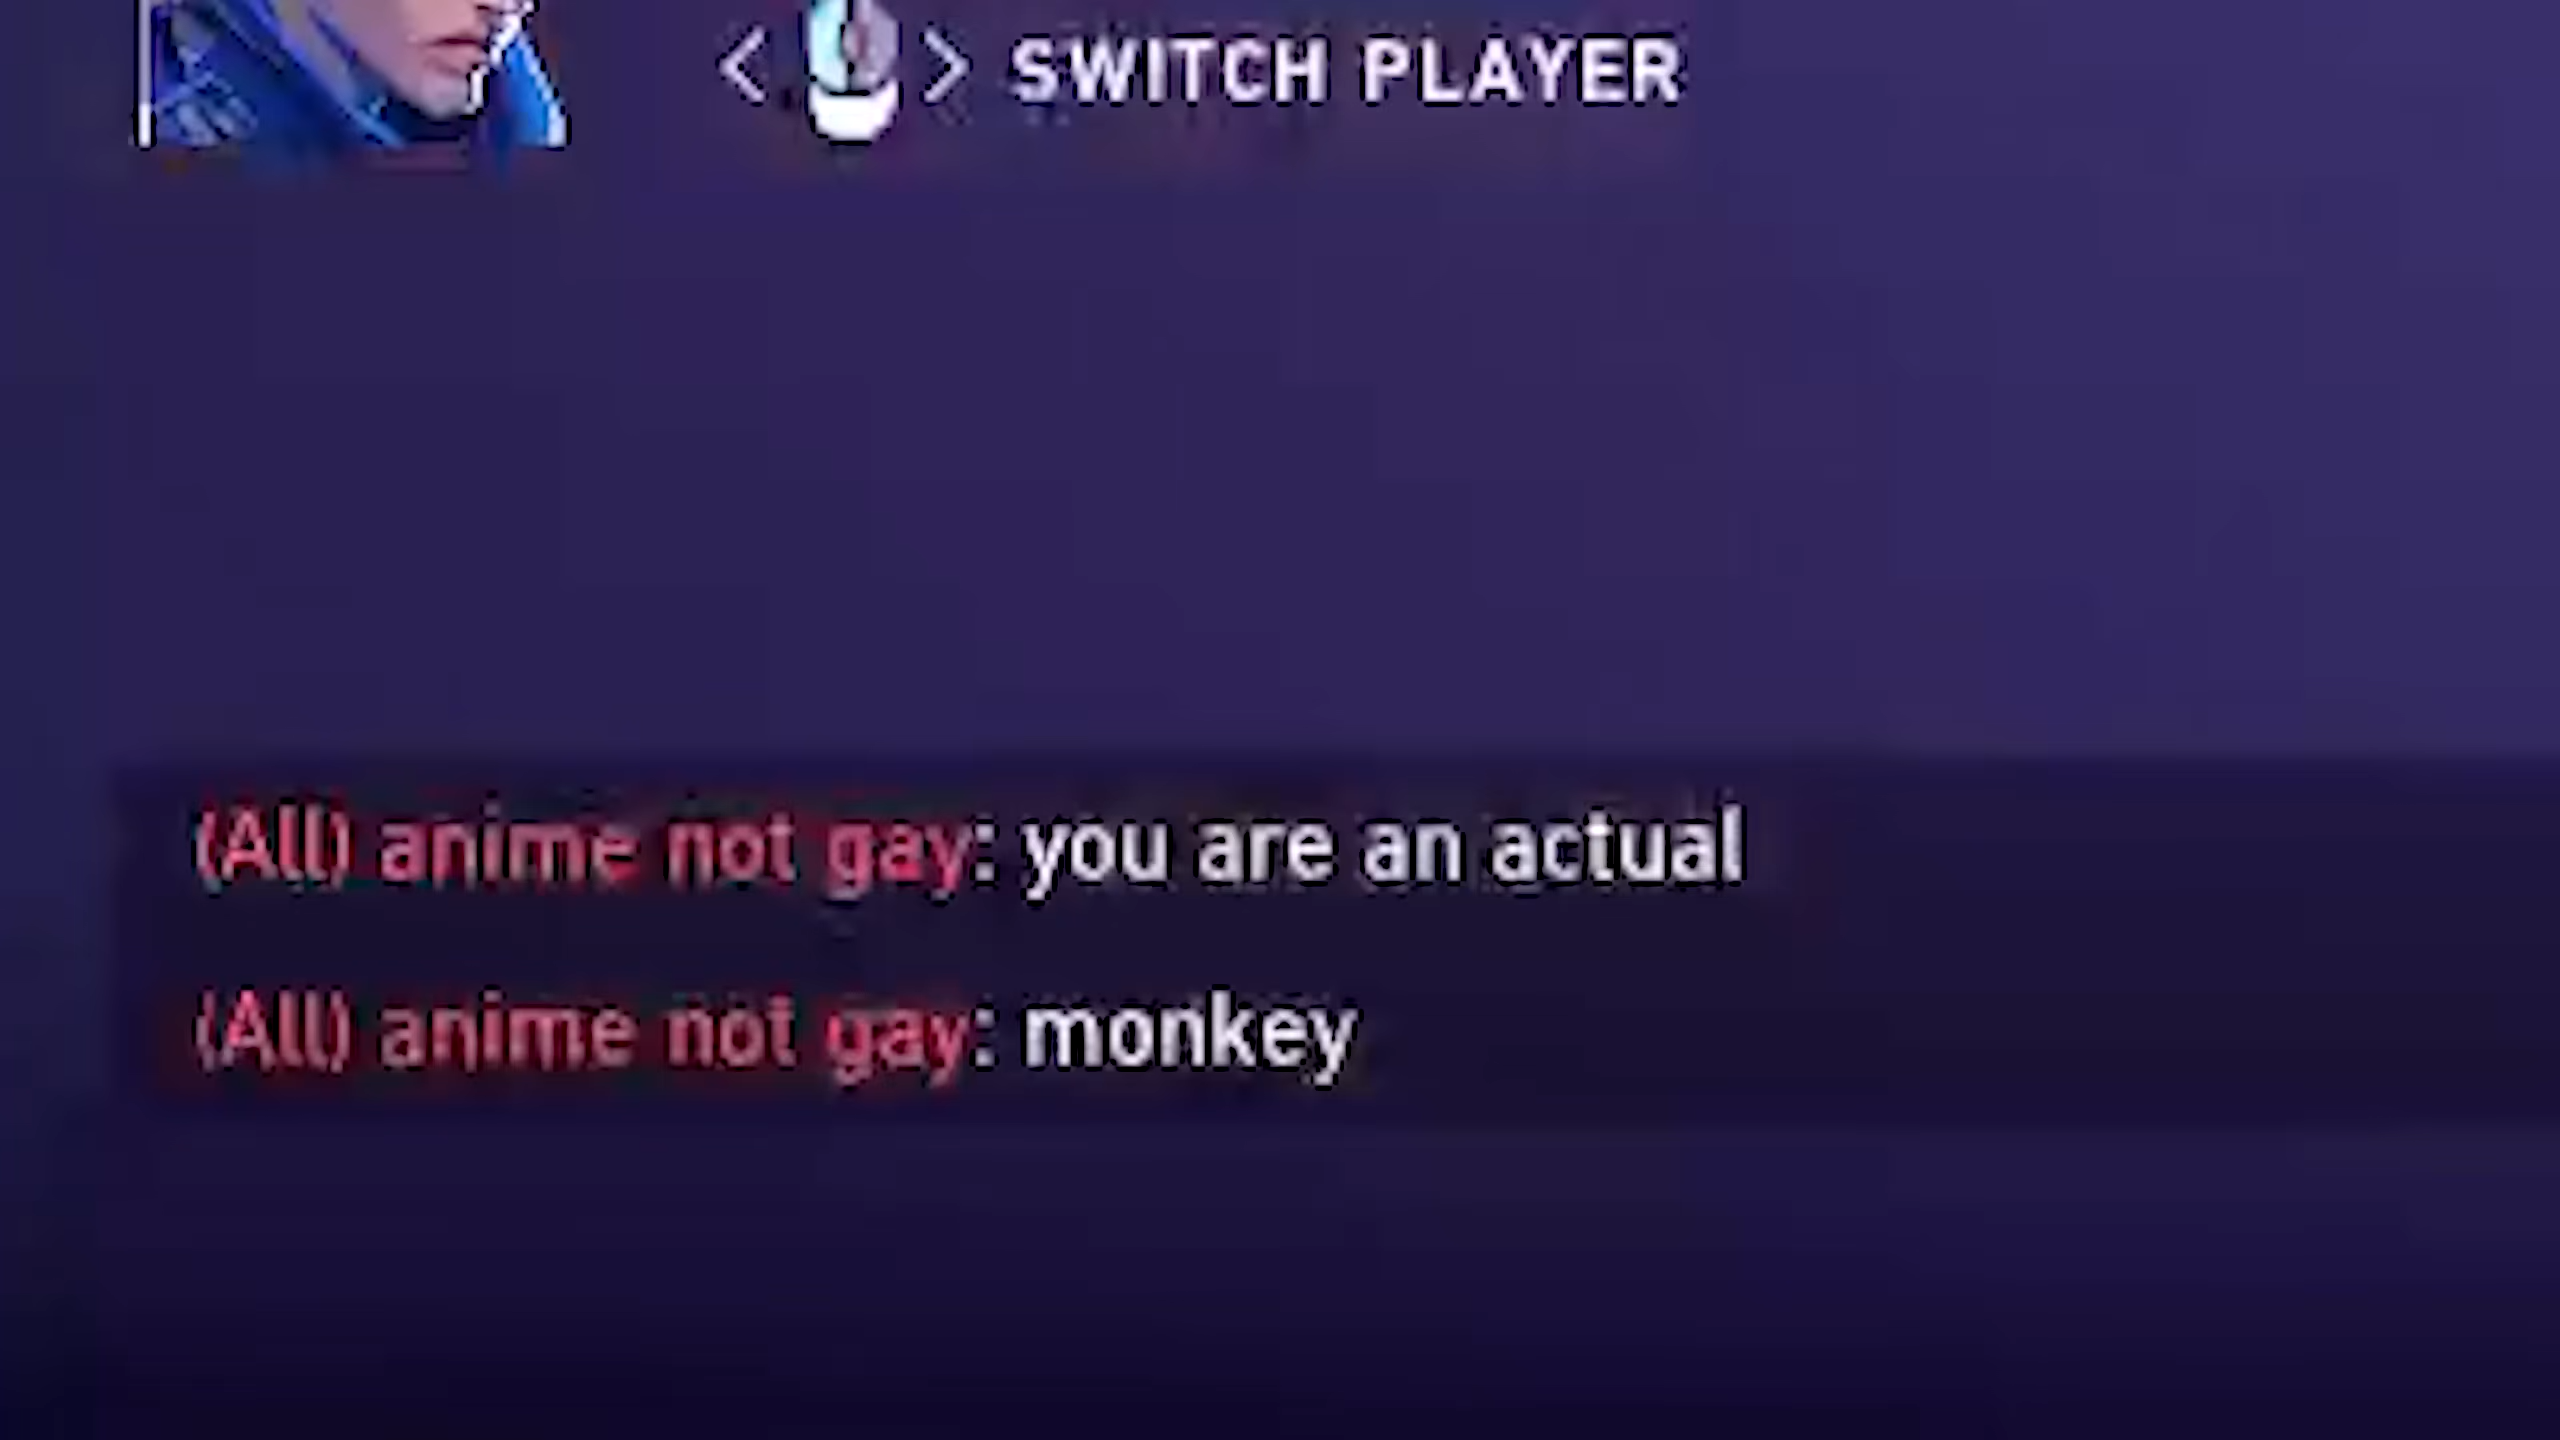 < > SWITCH PLAYER
(All) anime not gay: you are an actual
(All) anime not gay: monkey